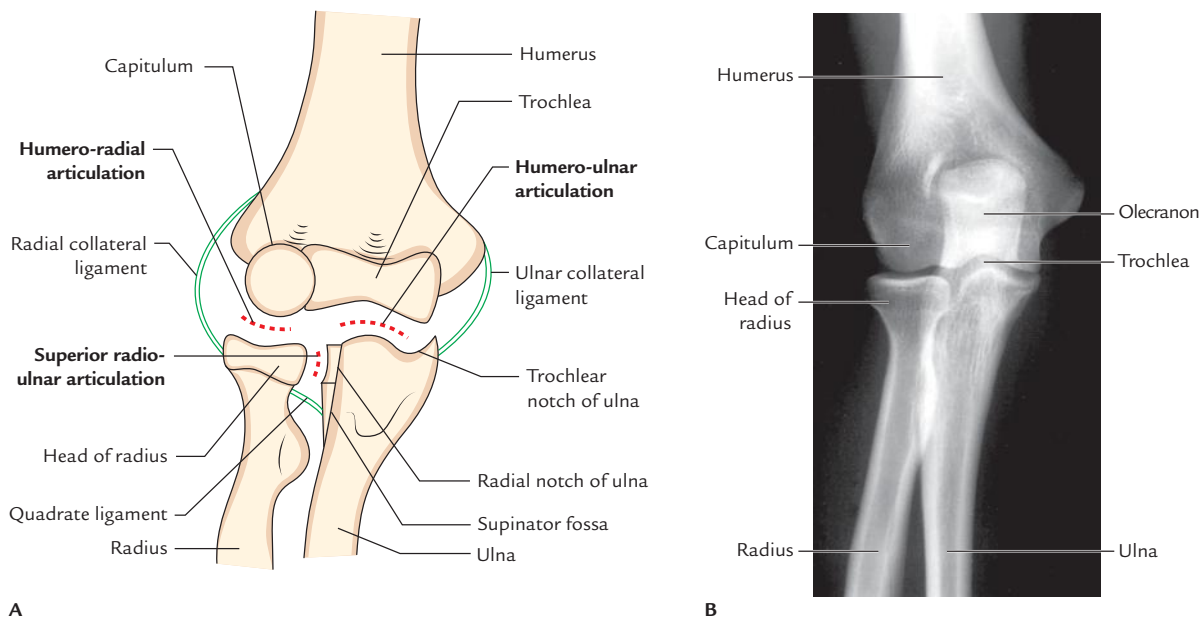 Capitulum
Humerus
Trochlea
Humero-radial
articulation
Humero-ulnar
articulation
Radial collateral
ligament
Ulnar collateral
ligament
Superior radio-
ulnar articulation
Trochlear
notch of ulna
Head of radius
Radial notch of ulna
Quadrate ligament
Supinator fossa
Radius
Ulna
A
Humerus
Olecranon
Capitulum
Trochlea
Head of
radius
Radius
Ulna
B